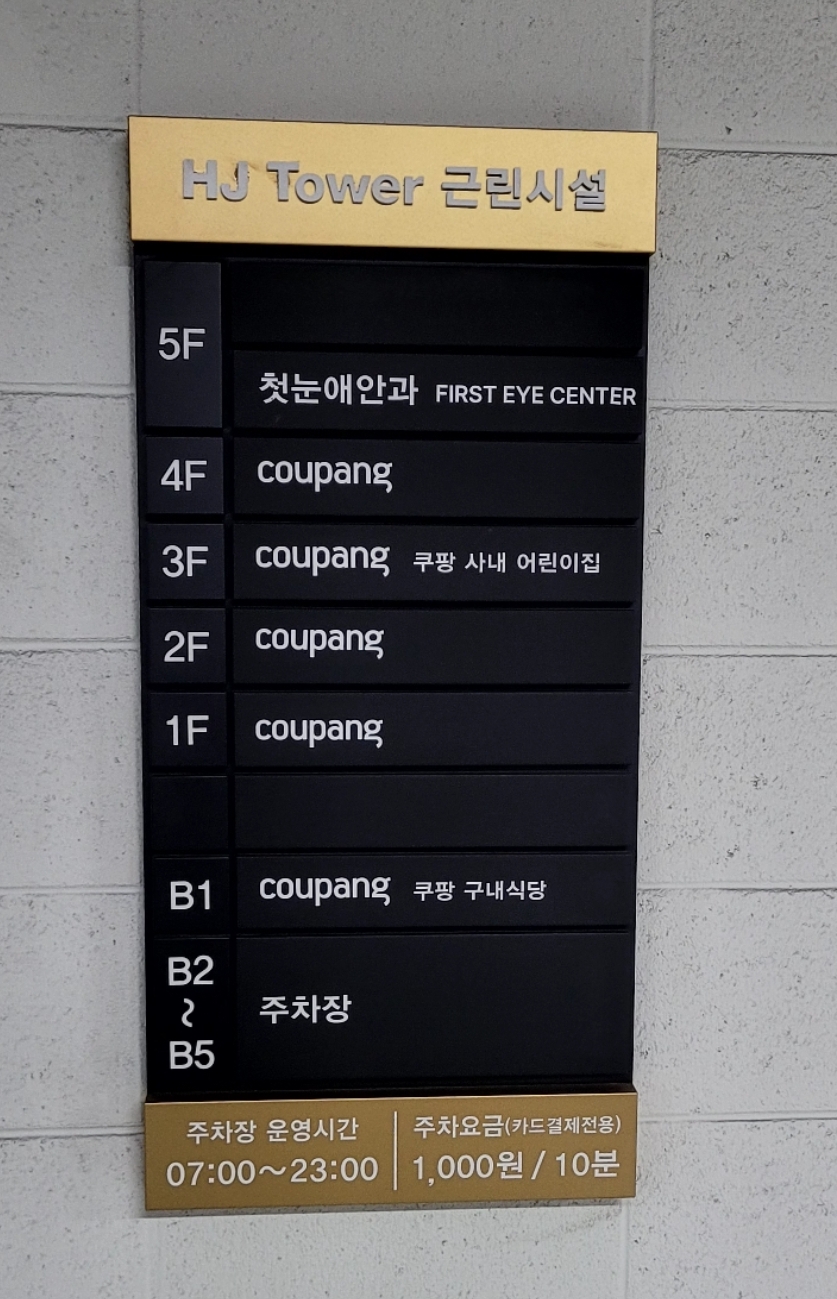 HJ Tower 근린시설
5F
첫눈애안과 FIRST EYE CENTER
4F coupang
3F coupang 쿠팡 사내 어린이집
2F coupang
1F coupang
B1 coupang 쿠팡 구내식당
B2
~
B5
주차장
주차장 운영시간
07:00~23:00
주차요금(카드결제전용)
1,000원 / 10분